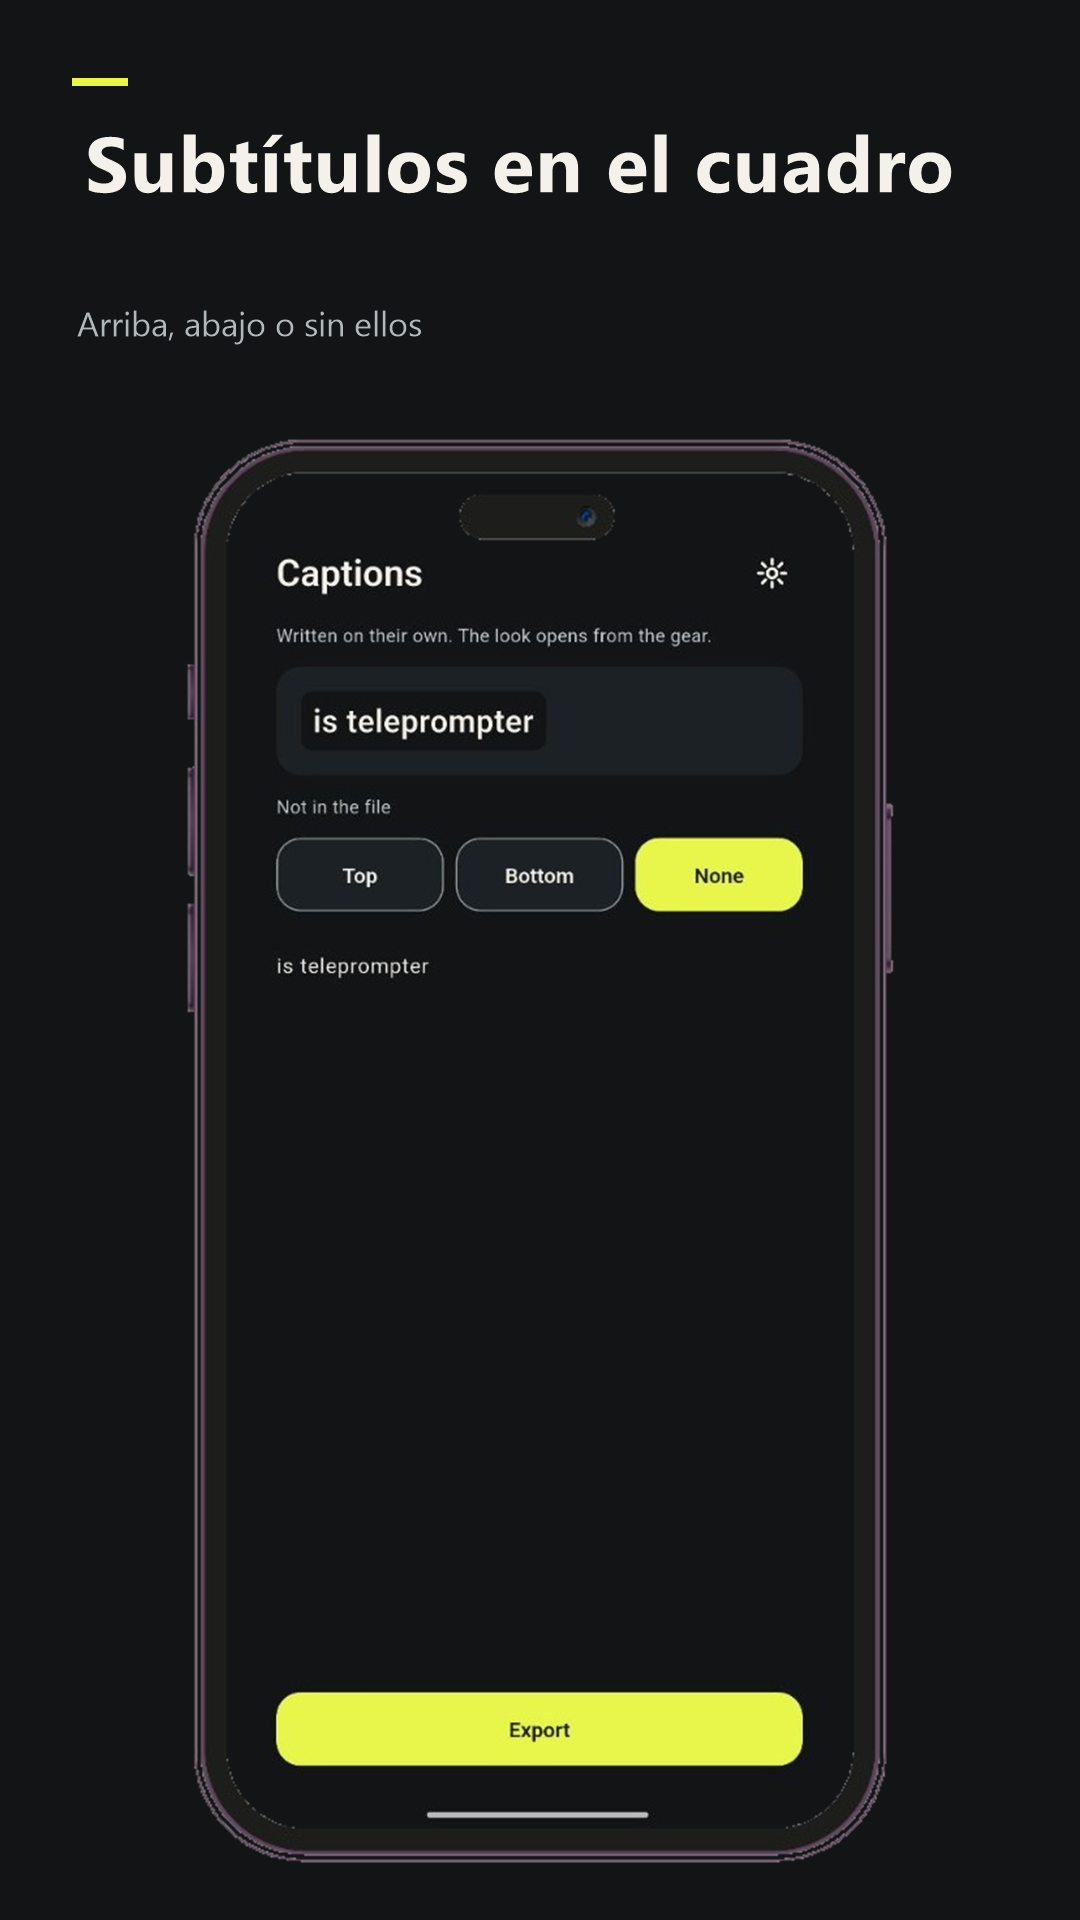 Subtítulos en el cuadro
Arriba, abajo o sin ellos
Captions
Written on their own. The look opens from the gear.
is teleprompter
Not in the file
Top
Bottom
None
is teleprompter
Export